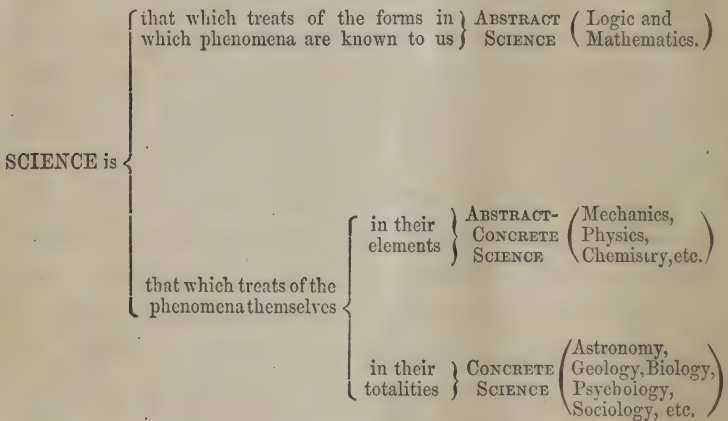 that which treats of the forms in
which phenomena are known to us
ABSTRACT
SCIENCE
Logic and
Mathematics.
SCIENCE is
that which treats of the
phenomena themselves
in their
elements
ABSTRACT-
CONCRETE
SCIENCE
Mechanics,
Physics,
Chemistry, etc.
in their
totalities
CONCRETE
SCIENCE
Astronomy,
Geology, Biology,
Psychology,
Sociology, etc.